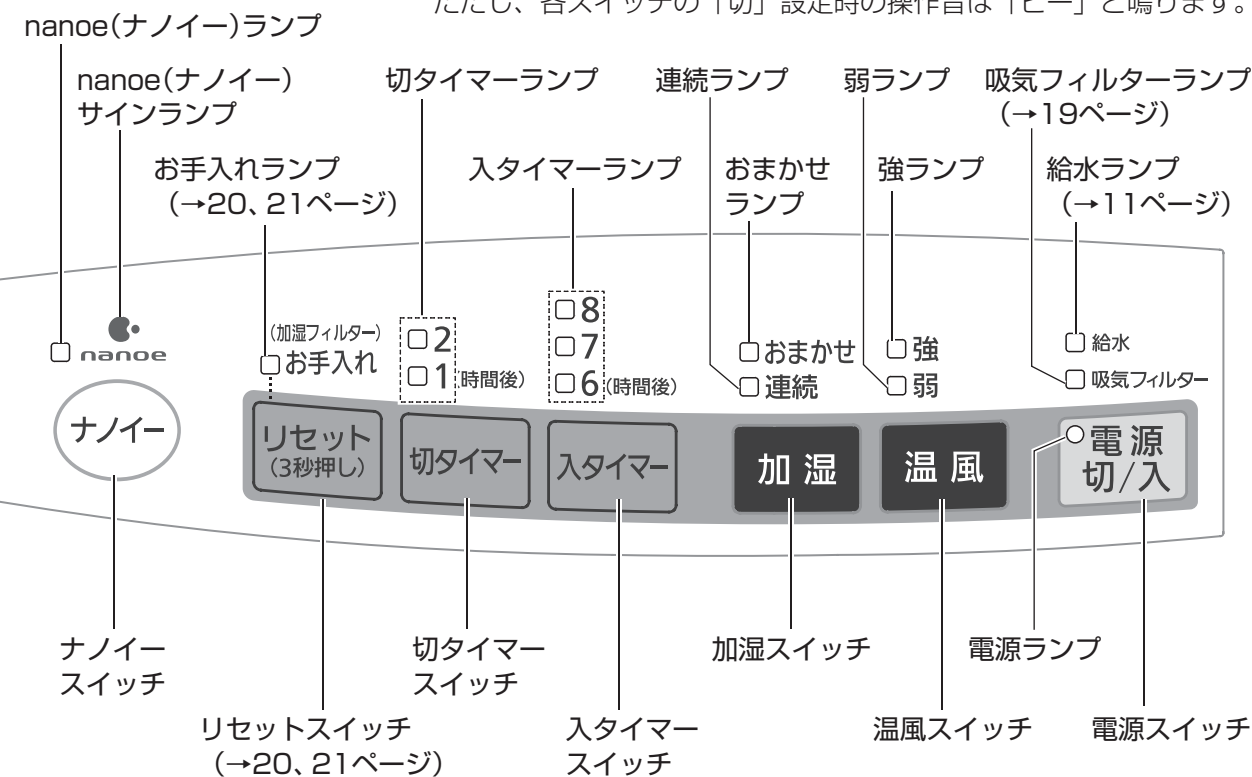 ただし、各スイッチの「切」設定時の操作音は「ピー」と鳴ります。
nanoe(ナノイー)ランプ
nanoe(ナノイー)
サインランプ
切タイマーランプ
連続ランプ
弱ランプ
吸気フィルターランプ
(→19ページ)
お手入れランプ
(→20、21ページ)
入タイマーランプ
おまかせ
ランプ
強ランプ
給水ランプ
(→11ページ)
nanoe
(加湿フィルター)
お手入れ
2
1(時間後)
8
7
6(時間後)
おまかせ
連続
強
弱
給水
吸気フィルター
ナノイー
リセット
(3秒押し)
切タイマー
入タイマー
加湿
温風
電源
切/入
ナノイー
スイッチ
切タイマー
スイッチ
加湿スイッチ
電源ランプ
リセットスイッチ
(→20、21ページ)
入タイマー
スイッチ
温風スイッチ
電源スイッチ